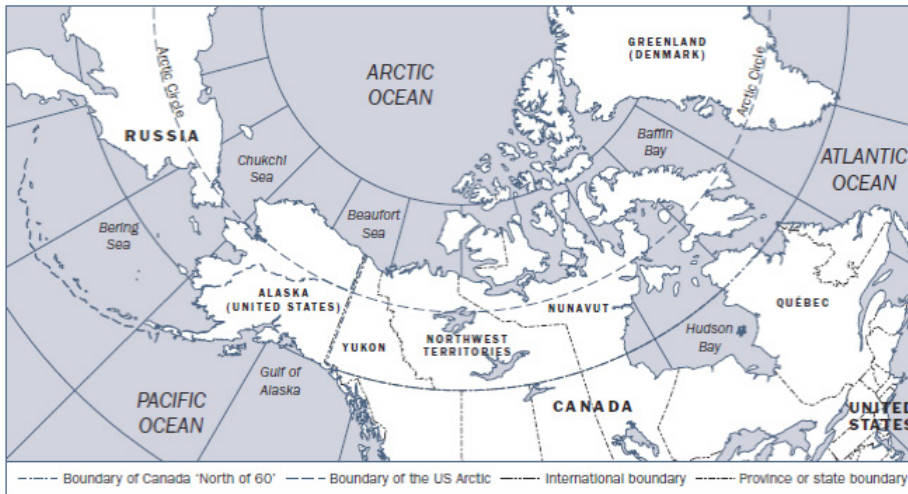 GREENLAND
(DENMARK)
ARCTIC
OCEAN
Arctic Circle
Arctic Circle
RUSSIA
Baffin
Bay
Chukchi
Sea
ATLANTIC
OCEAN
Beaufort
Sea
Bering
Sea
ALASKA
(UNITED STATES)
NUNAVUT
QUÉBEC
YUKON
NORTHWEST
TERRITORIES
Hudson
Bay
Gulf of
Alaska
PACIFIC
OCEAN
CANADA
UNITED
STATES
Boundary of Canada 'North of 60'
Boundary of the US Arctic
International boundary
Province or state boundary